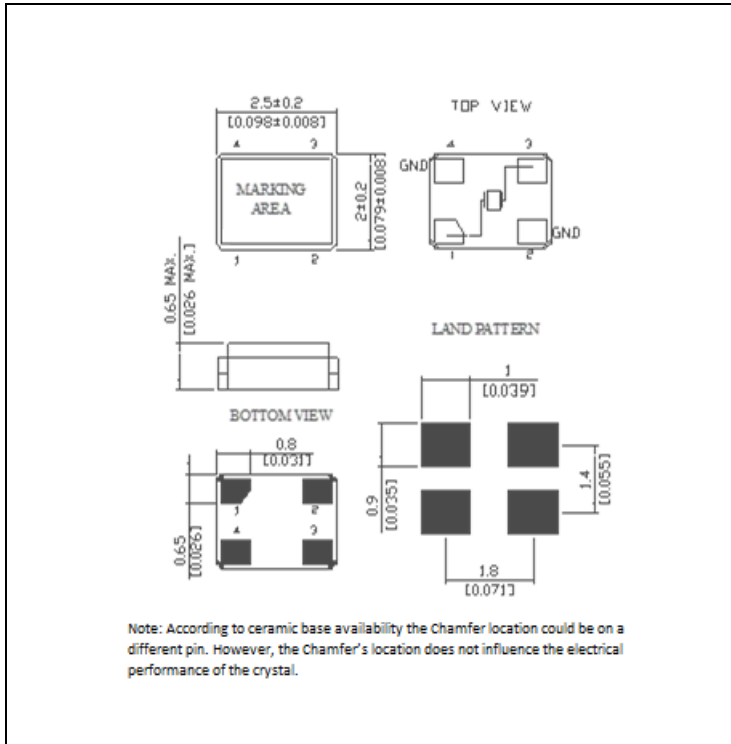 2.5±0.2
[0.098±0.008]
4 3
MARKING
AREA
1 2
2±0.2
[0.079±0.008]
TOP VIEW
4 3
GND
GND
1 2
0.65 MAX.
[0.026 MAX.]
LAND PATTERN
1
[0.039]
0.9
[0.035]
1.4
[0.055]
1.8
[0.071]
BOTTOM VIEW
0.8
[0.031]
1 2
4 3
0.65
[0.026]
Note: According to ceramic base availability the Chamfer location could be on a
different pin. However, the Chamfer's location does not influence the electrical
performance of the crystal.